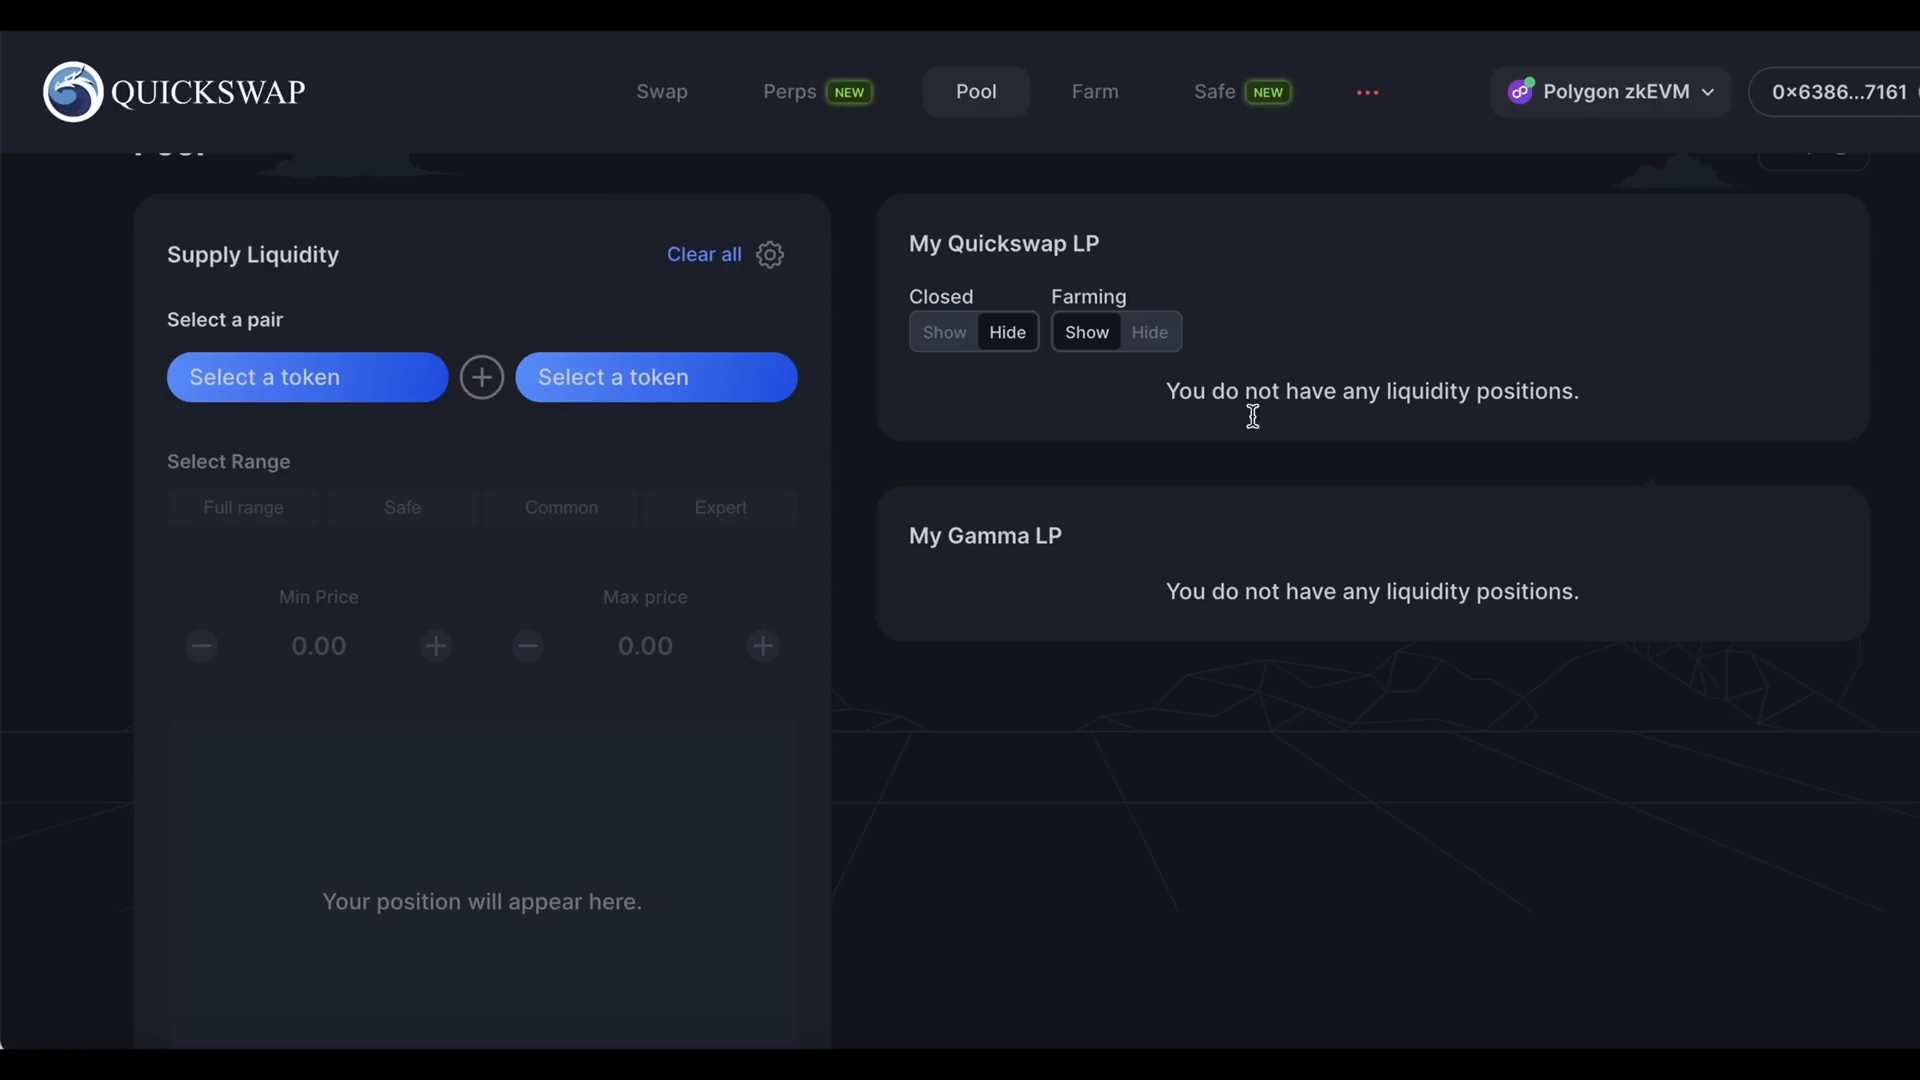 QUICKSWAP
Swap
Perps NEW
Pool
Farm
Safe NEW
Polygon zkEVM
0×6386...7161
Supply Liquidity
Clear all
Select a pair
Select a token
Select a token
Select Range
Full range
Safe
Common
Expert
Min Price
Max price
0.00
0.00
Your position will appear here.
My Quickswap LP
Closed
Farming
Show Hide
Show Hide
You do not have any liquidity positions.
My Gamma LP
You do not have any liquidity positions.